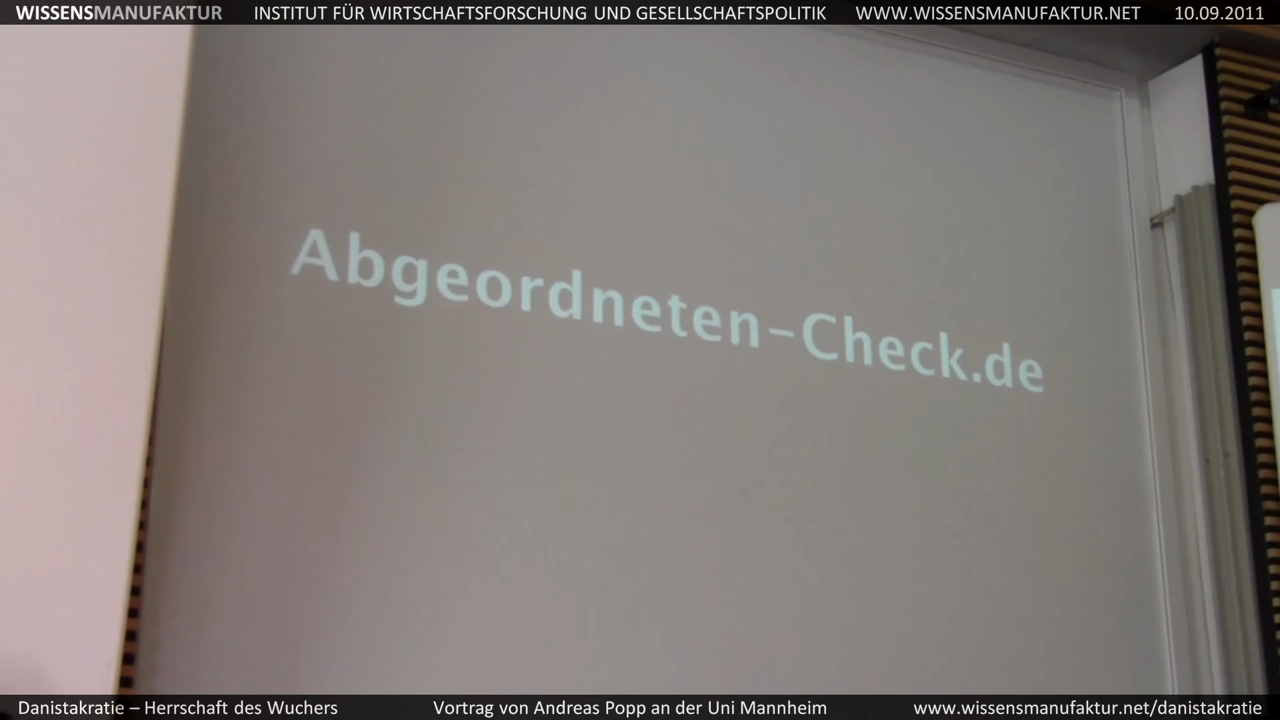 WISSENSMANUFAKTUR INSTITUT FÜR WIRTSCHAFTSFORSCHUNG UND GESELLSCHAFTSPOLITIK WWW.WISSENSMANUFAKTUR.NET 10.09.2011
Abgeordneten-Check.de
Danistakratie – Herrschaft des Wuchers Vortrag von Andreas Popp an der Uni Mannheim www.wissensmanufaktur.net/danistakratie